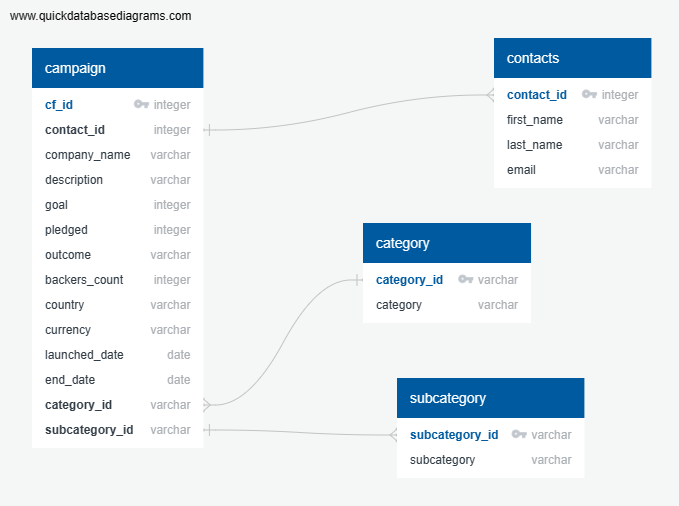 www.quickdatabasediagrams.com
campaign
cf_id integer
contact_id integer
company_name varchar
description varchar
goal integer
pledged integer
outcome varchar
backers_count integer
country varchar
currency varchar
launched_date date
end_date date
category_id varchar
subcategory_id varchar
contacts
contact_id integer
first_name varchar
last_name varchar
email varchar
category
category_id varchar
category varchar
subcategory
subcategory_id varchar
subcategory varchar